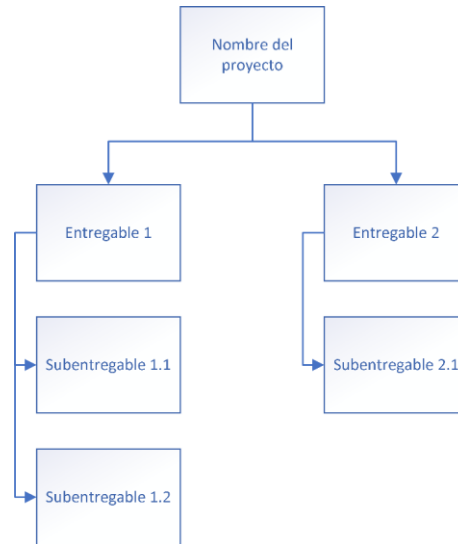 Nombre del
proyecto
Entregable 1
Entregable 2
Subentregable 1.1
Subentregable 2.1
Subentregable 1.2